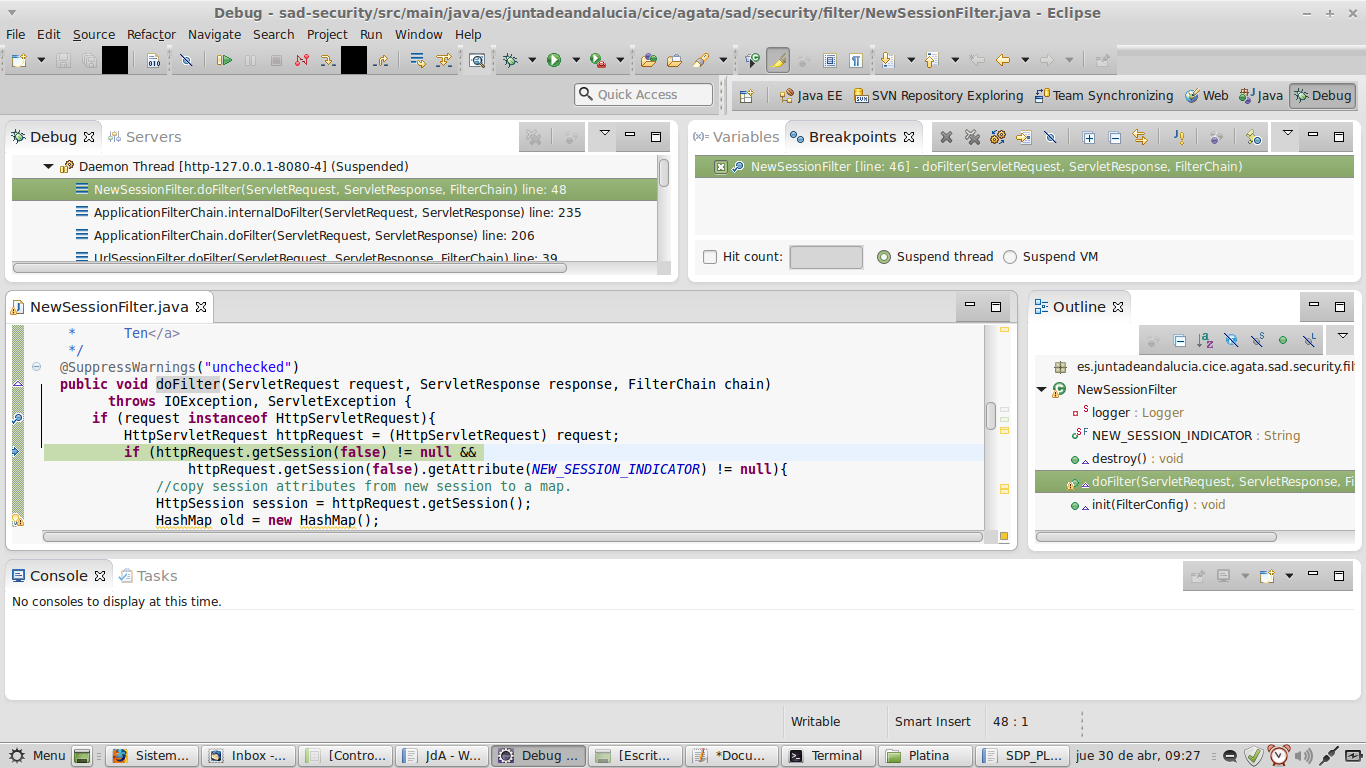 Debug - sad-security/src/main/java/es/juntadeandalucia/cice/agata/sad/security/filter/NewSessionFilter.java - Eclipse
File Edit Source Refactor Navigate Search Project Run Window Help
Quick Access
Java EE SVN Repository Exploring Team Synchronizing Web Java Debug
Debug Servers
Daemon Thread [http-127.0.0.1-8080-4] (Suspended)
NewSessionFilter.doFilter(ServletRequest, ServletResponse, FilterChain) line: 48
ApplicationFilterChain.internalDoFilter(ServletRequest, ServletResponse) line: 235
ApplicationFilterChain.doFilter(ServletRequest, ServletResponse) line: 206
UrlSessionFilter.doFilter(ServletRequest, ServletResponse, FilterChain) line: 39
(x)= Variables Breakpoints
NewSessionFilter [line: 46] - doFilter(ServletRequest, ServletResponse, FilterChain)
Hit count: Suspend thread Suspend VM
NewSessionFilter.java
* Ten</a>
*/
@SuppressWarnings("unchecked")
public void doFilter(ServletRequest request, ServletResponse response, FilterChain chain)
throws IOException, ServletException {
if (request instanceof HttpServletRequest){
HttpServletRequest httpRequest = (HttpServletRequest) request;
if (httpRequest.getSession(false) != null &&
httpRequest.getSession(false).getAttribute(NEW_SESSION_INDICATOR) != null){
//copy session attributes from new session to a map.
HttpSession session = httpRequest.getSession();
HashMap old = new HashMap();
Outline
es.juntadeandalucia.cice.agata.sad.security.filt
NewSessionFilter
logger : Logger
NEW_SESSION_INDICATOR : String
destroy() : void
doFilter(ServletRequest, ServletResponse, Fi
init(FilterConfig) : void
Console Tasks
No consoles to display at this time.
Writable Smart Insert 48 : 1
Menu Sistem... Inbox -... [Contro... JdA - W... Debug ... [Escrit... *Docu... Terminal Platina SDP_PL... jue 30 de abr, 09:27